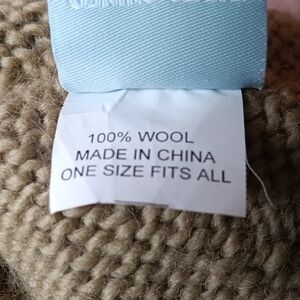 100% WOOL
MADE IN CHINA
ONE SIZE FITS ALL